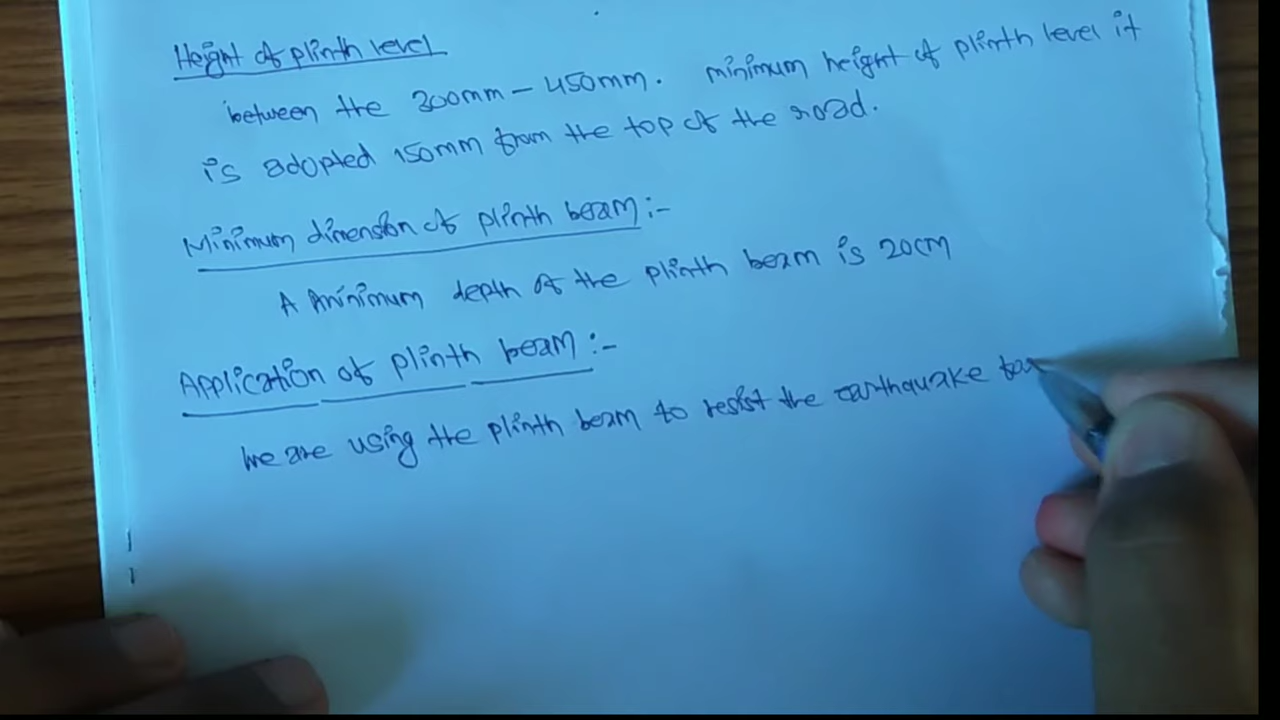 Height of plinth level
between the 300mm - 450mm. minimum height of plinth level it
is adopted 150mm from the top of the road.
Minimum dimension of plinth beam :-
A minimum depth of the plinth beam is 20cm
Application of plinth beam :-
we are using the plinth beam to resist the earthquake